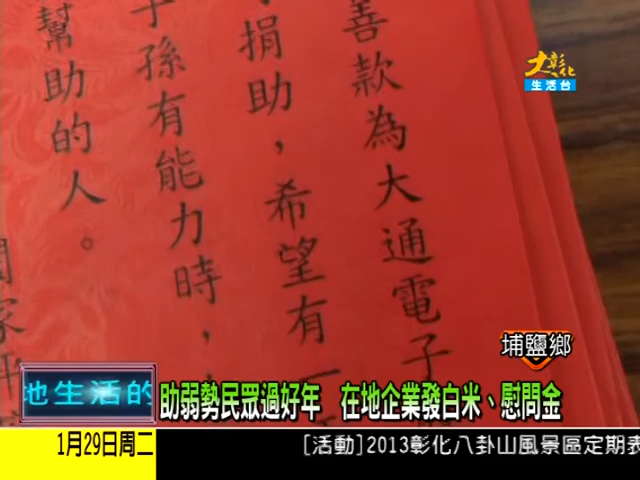 善款為大通電子
捐助，希望有一
子孫有能力時，
幫助的人。
大彰化
生活台
埔鹽鄉
地生活的
助弱勢民眾過好年 在地企業發白米、慰問金
1月29日周二
[活動]2013彰化八卦山風景區定期表